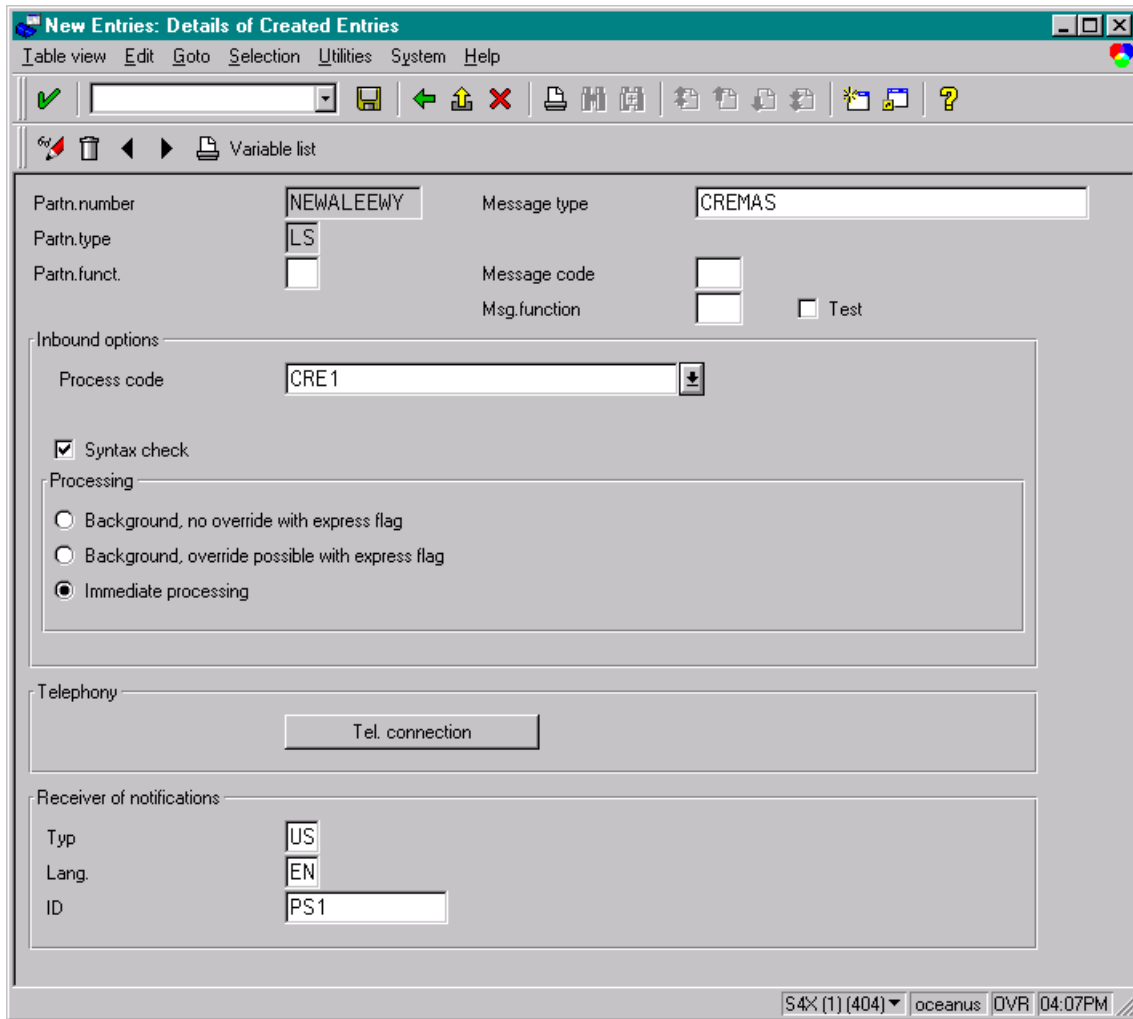 New Entries: Details of Created Entries
Table view Edit Goto Selection Utilities System Help
Variable list
Partn.number NEWALEEWY Message type CREMAS
Partn.type LS
Partn.funct. Message code
Msg.function Test
Inbound options
Process code CRE1
Syntax check
Processing
Background, no override with express flag
Background, override possible with express flag
Immediate processing
Telephony
Tel. connection
Receiver of notifications
Typ US
Lang. EN
ID PS1
S4X (1) (404) oceanus OVR 04:07PM